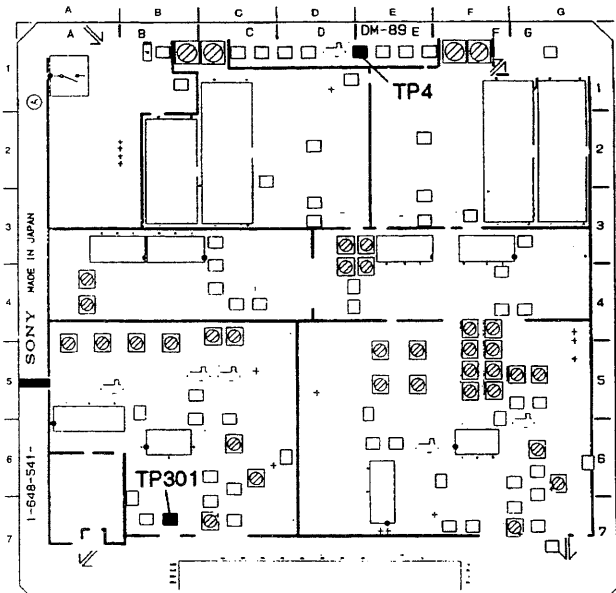 A B C D E F G
A B C D DM-89 E F G
TP4
1 1
A
2 2
3 3
4
4
5 5
6 6
7 7
SONY MADE IN JAPAN
1-648-541-
TP301